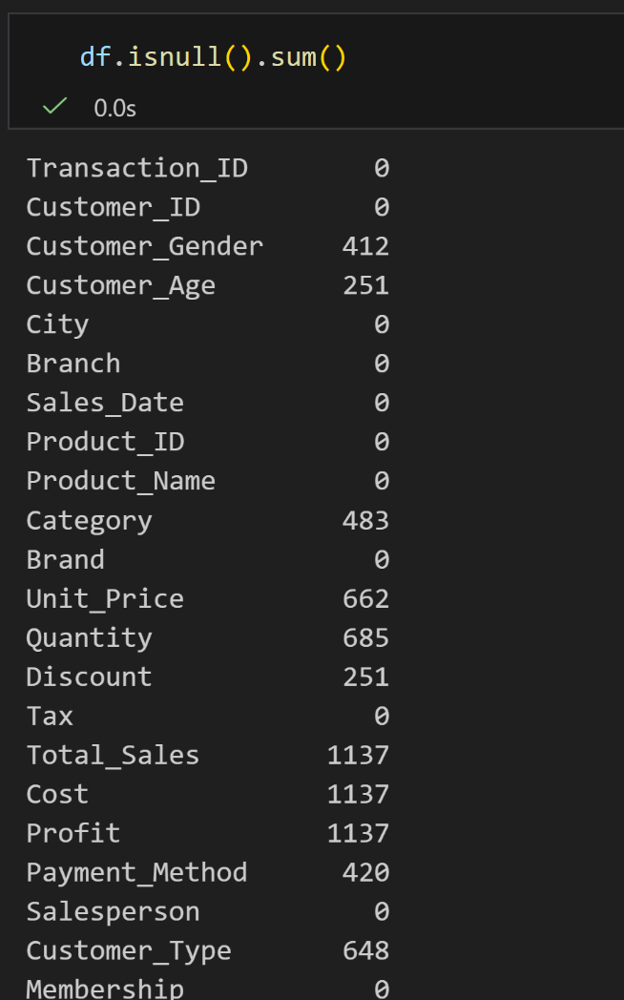 df.isnull().sum()
✓ 0.0s
Transaction_ID 0
Customer_ID 0
Customer_Gender 412
Customer_Age 251
City 0
Branch 0
Sales_Date 0
Product_ID 0
Product_Name 0
Category 483
Brand 0
Unit_Price 662
Quantity 685
Discount 251
Tax 0
Total_Sales 1137
Cost 1137
Profit 1137
Payment_Method 420
Salesperson 0
Customer_Type 648
Membership 0